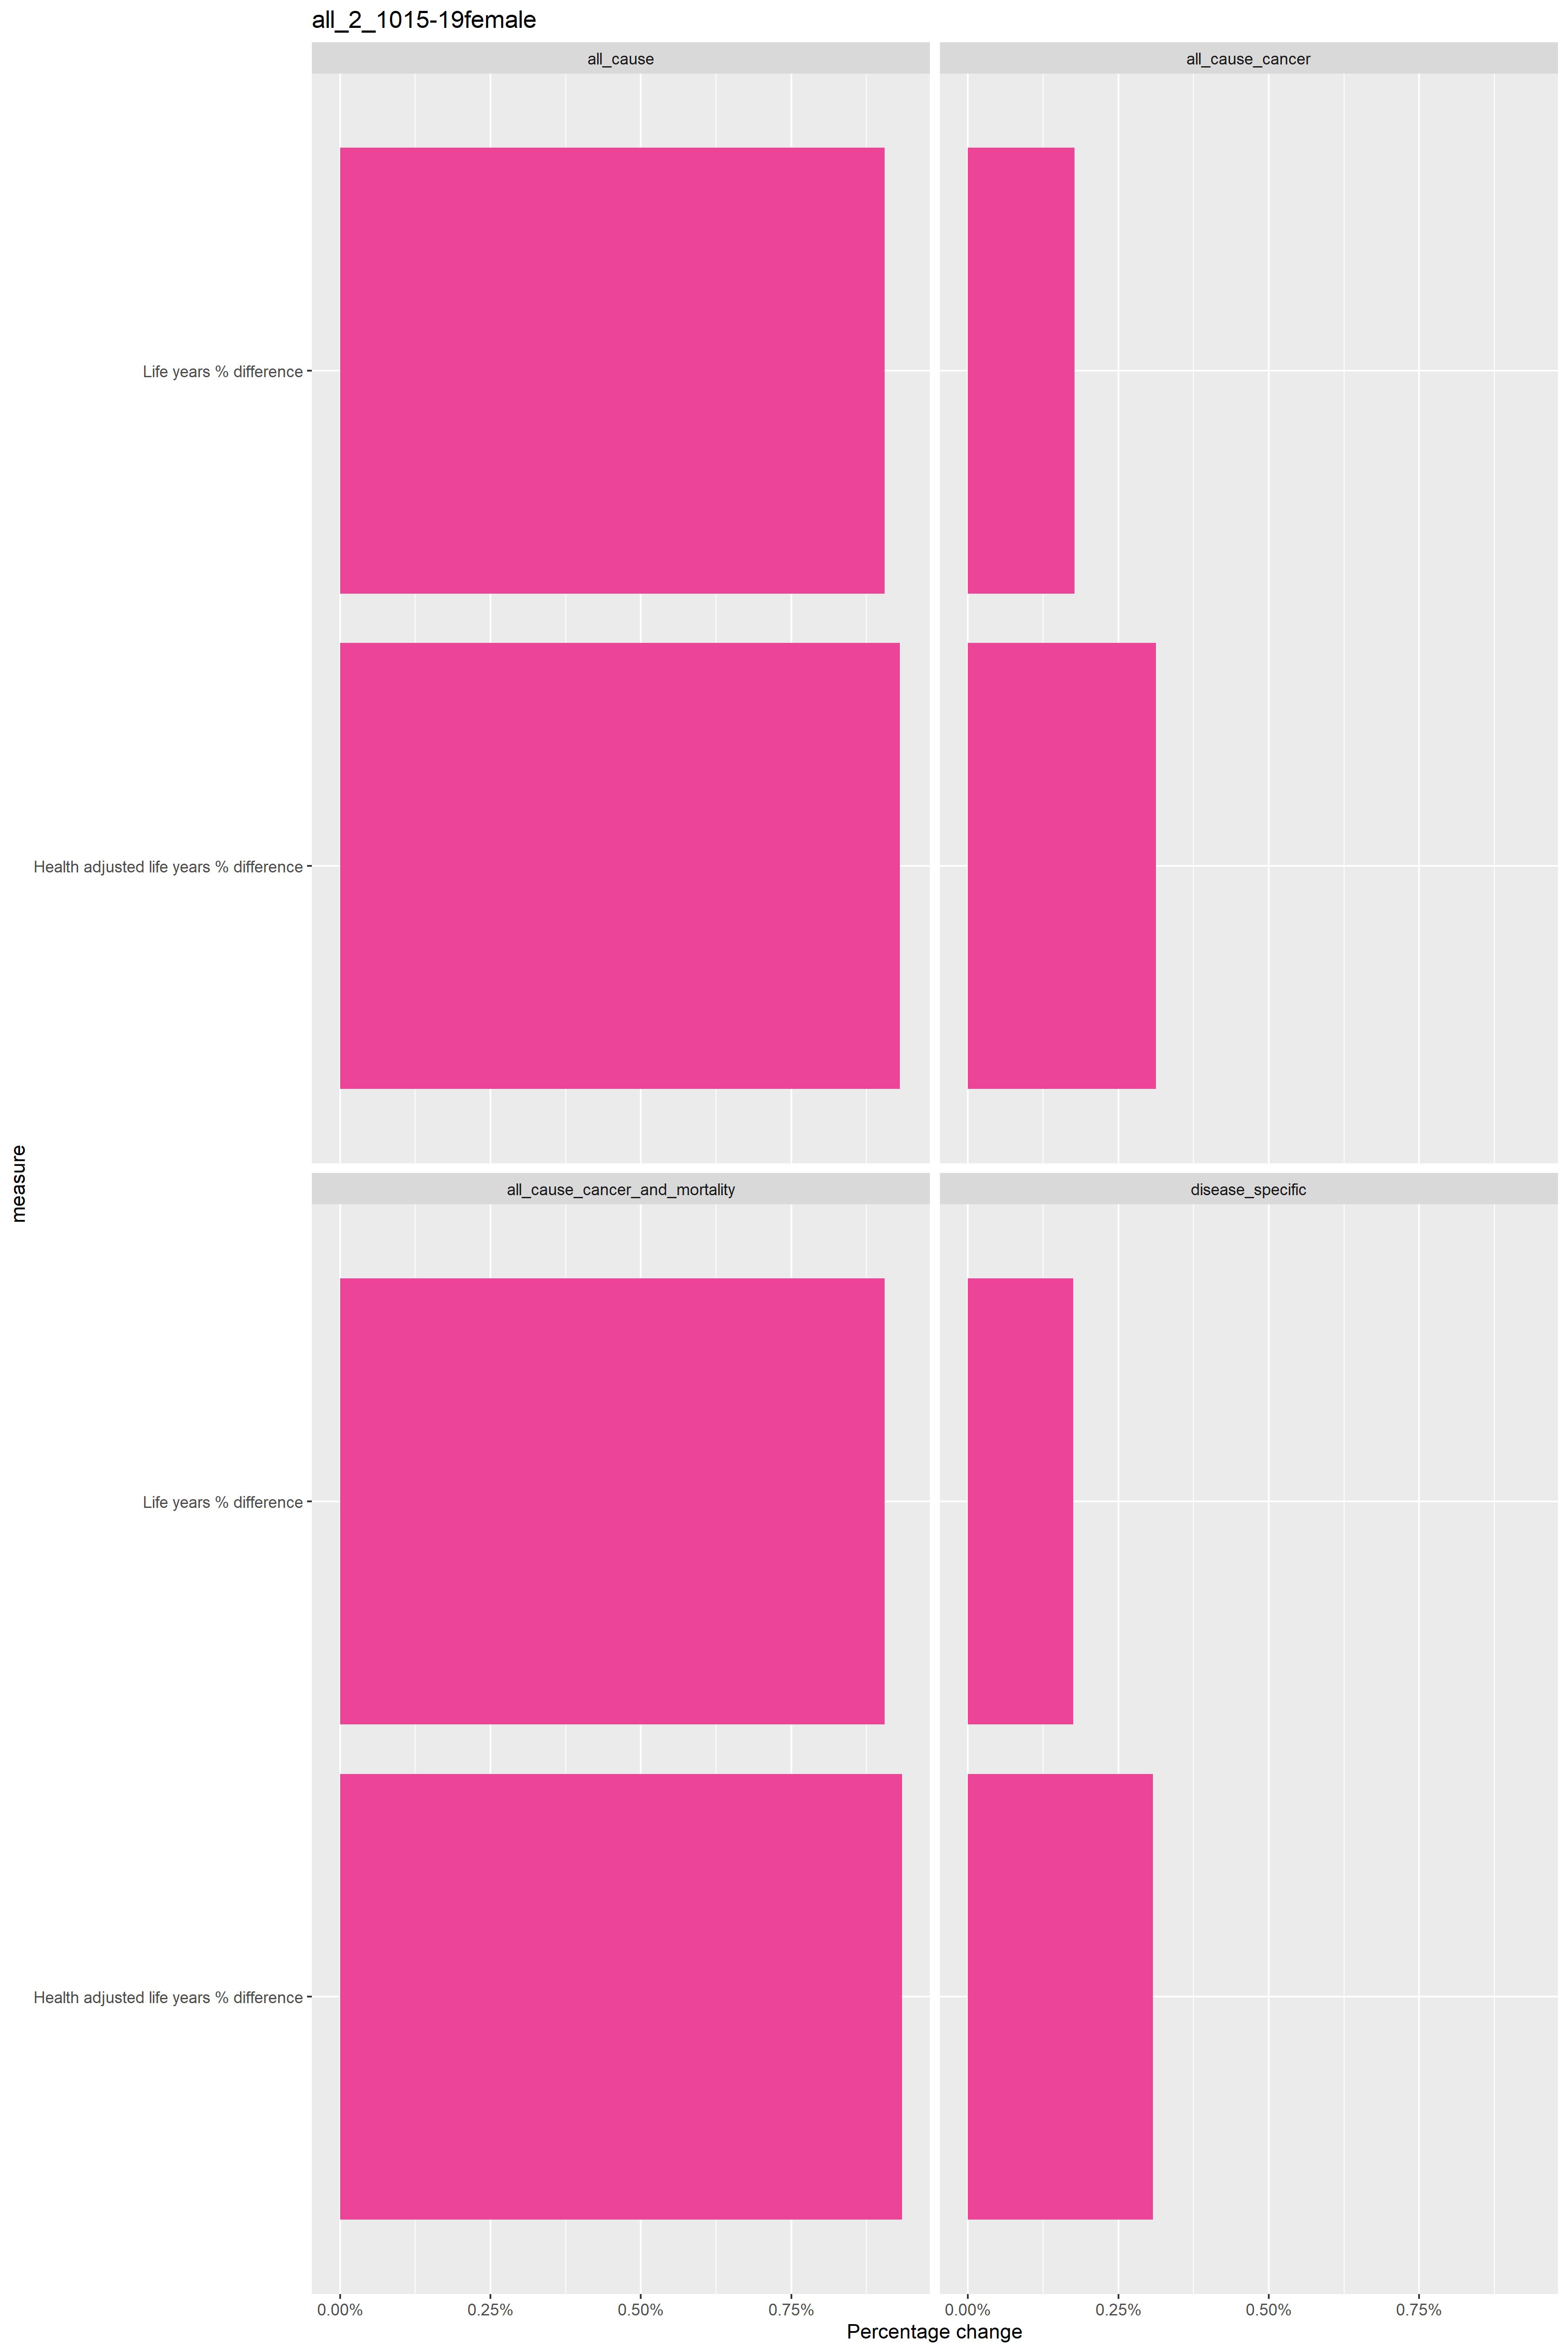 all_2_1015-19female
all_cause
all_cause_cancer
Life years % difference
Health adjusted life years % difference
measure
all_cause_cancer_and_mortality
disease_specific
Life years % difference
Health adjusted life years % difference
0.00% 0.25% 0.50% 0.75%
0.00% 0.25% 0.50% 0.75%
Percentage change